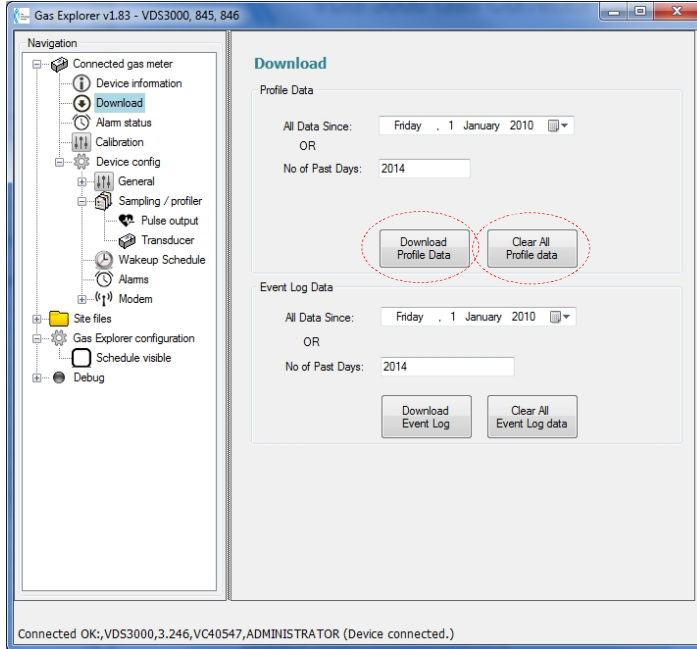 Gas Explorer v1.83 - VDS3000, 845, 846
Navigation
Connected gas meter
Device information
Download
Alarm status
Calibration
Device config
General
Sampling / profiler
Pulse output
Transducer
Wakeup Schedule
Alarms
Modem
Site files
Gas Explorer configuration
Schedule visible
Debug
Download
Profile Data
All Data Since: Friday , 1 January 2010
OR
No of Past Days: 2014
Download
Profile Data
Clear All
Profile data
Event Log Data
All Data Since: Friday , 1 January 2010
OR
No of Past Days: 2014
Download
Event Log
Clear All
Event Log data
Connected OK:,VDS3000,3.246,VC40547,ADMINISTRATOR (Device connected.)